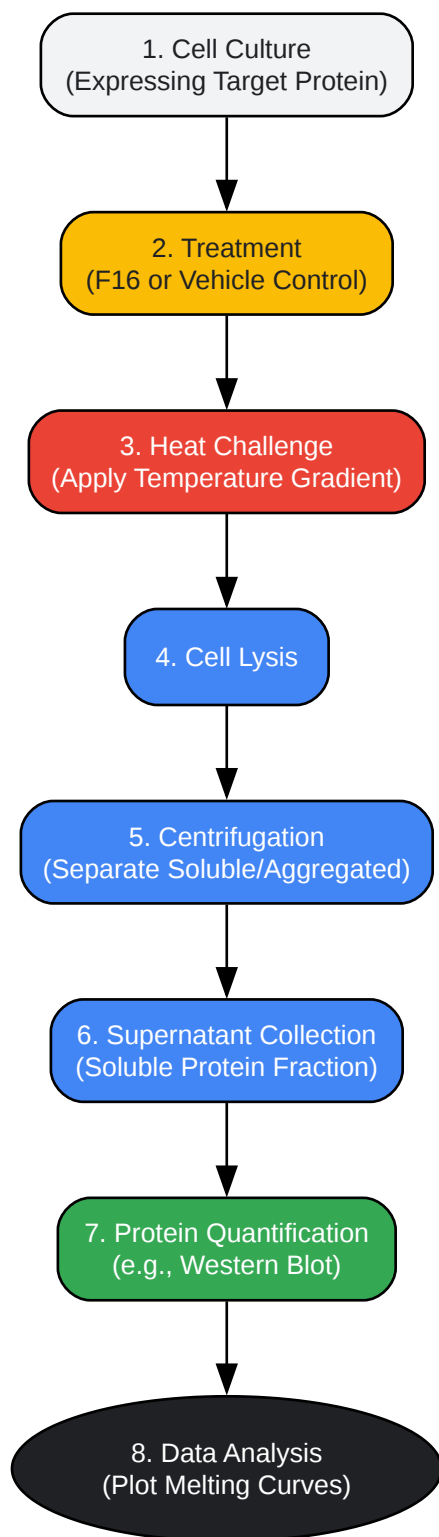 1. Cell Culture
(Expressing Target Protein)
2. Treatment
(F16 or Vehicle Control)
3. Heat Challenge
(Apply Temperature Gradient)
4. Cell Lysis
5. Centrifugation
(Separate Soluble/Aggregated)
6. Supernatant Collection
(Soluble Protein Fraction)
7. Protein Quantification
(e.g., Western Blot)
8. Data Analysis
(Plot Melting Curves)